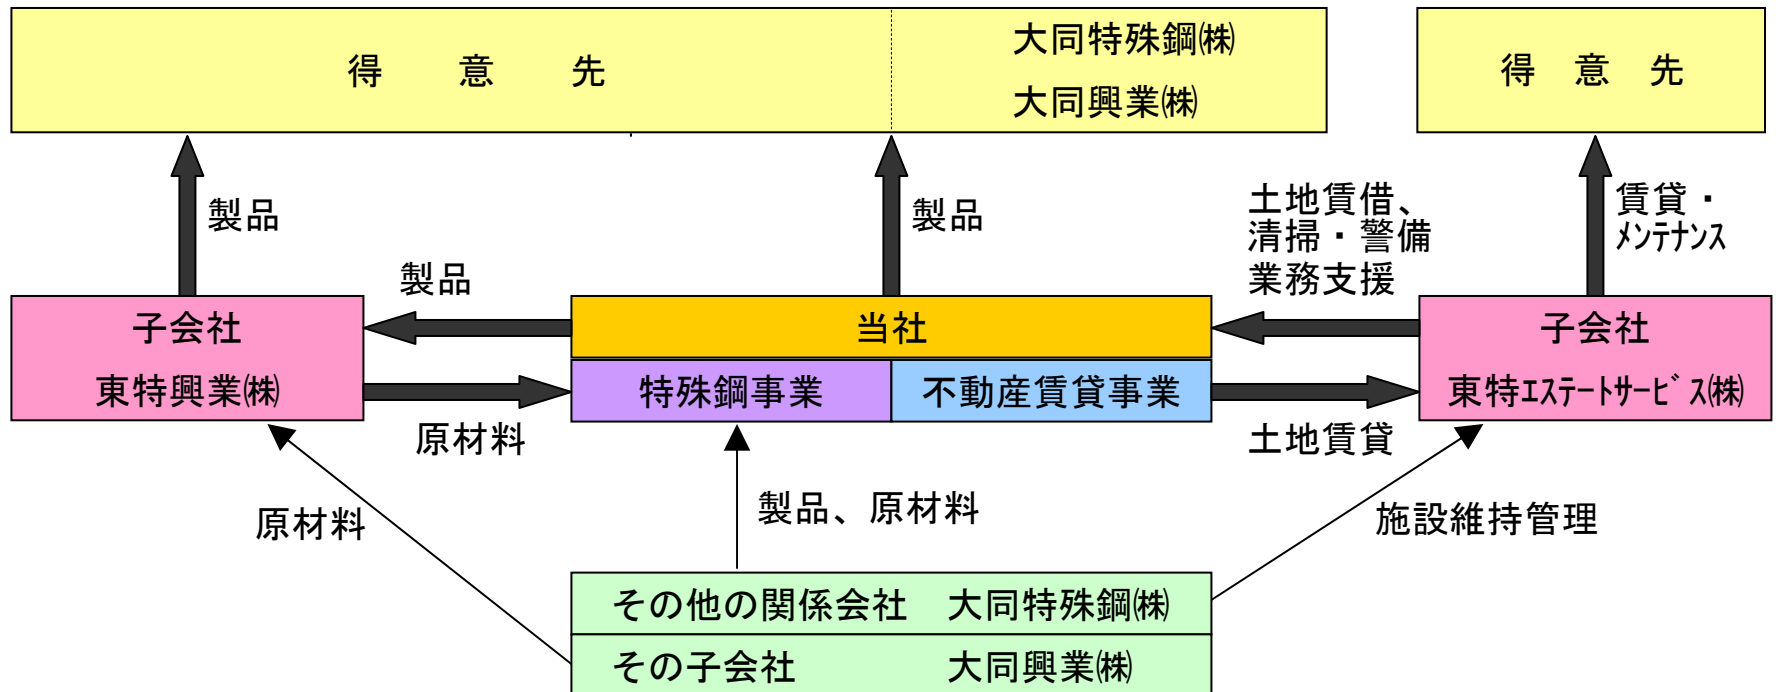 得　意　先
大同特殊鋼㈱
大同興業㈱
得　意　先
製品
製品
土地賃借、
清掃・警備
業務支援
賃貸・
ﾒﾝﾃﾅﾝｽ
製品
子会社
東特興業㈱
当社
特殊鋼事業
不動産賃貸事業
子会社
東特ｴｽﾃｰﾄｻｰﾋﾞｽ㈱
原材料
土地賃貸
原材料
製品、原材料
施設維持管理
その他の関係会社　大同特殊鋼㈱
その子会社　大同興業㈱